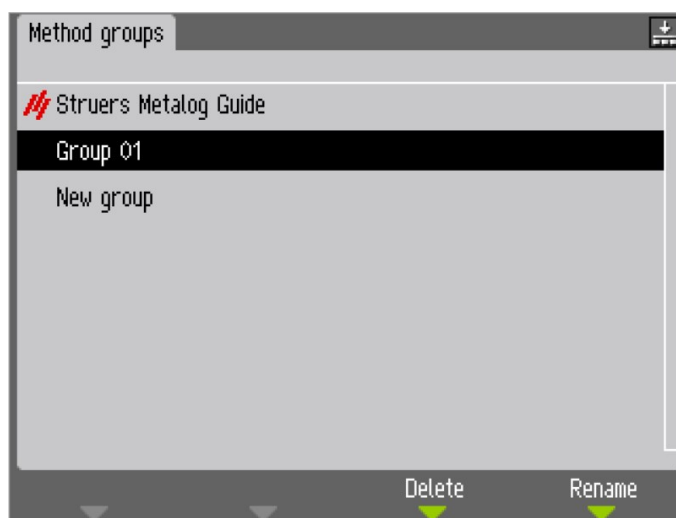 Method groups
Struers Metalog Guide
Group 01
New group
Delete Rename